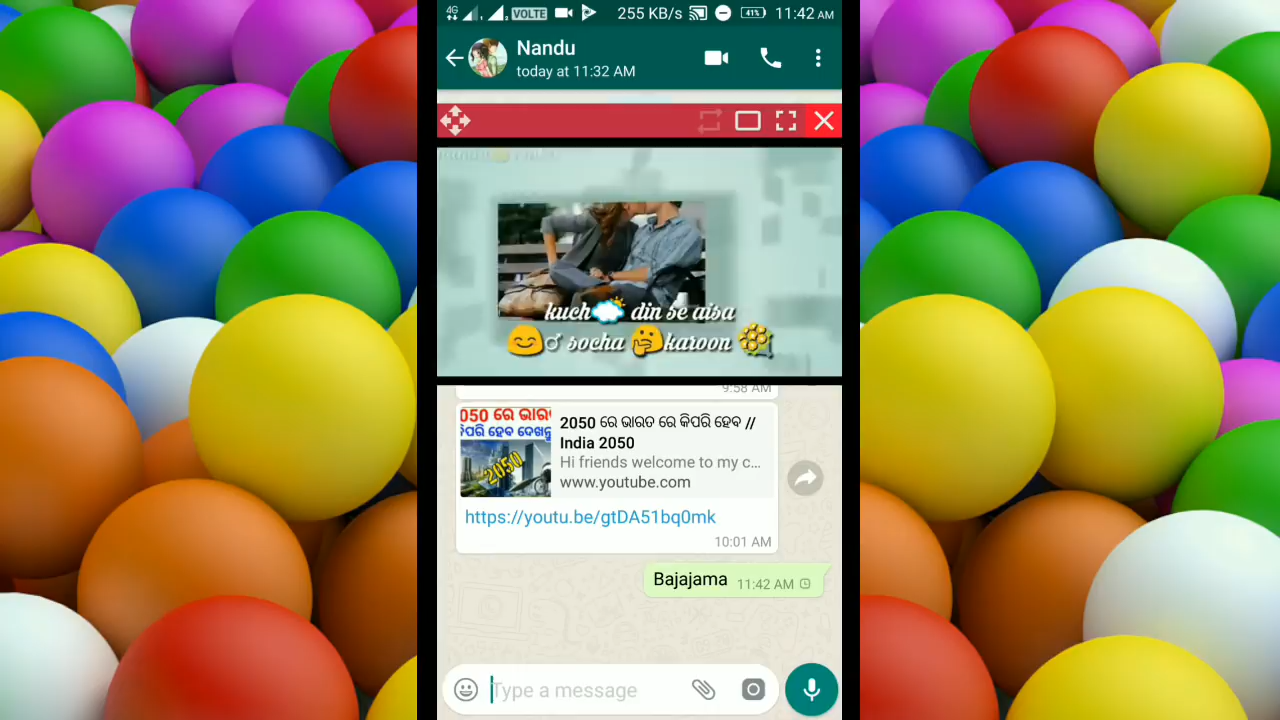 4G VOLTE 255 KB/s 41% 11:42 AM
Nandu
today at 11:32 AM
kuch din se aisa
socha karoon
9:58 AM
2050 ରେ ଭାରତ ରେ କିପରି ହେବ //
India 2050
Hi friends welcome to my c...
www.youtube.com
2050
https://youtu.be/gtDA51bq0mk
10:01 AM
Bajajama 11:42 AM
Type a message